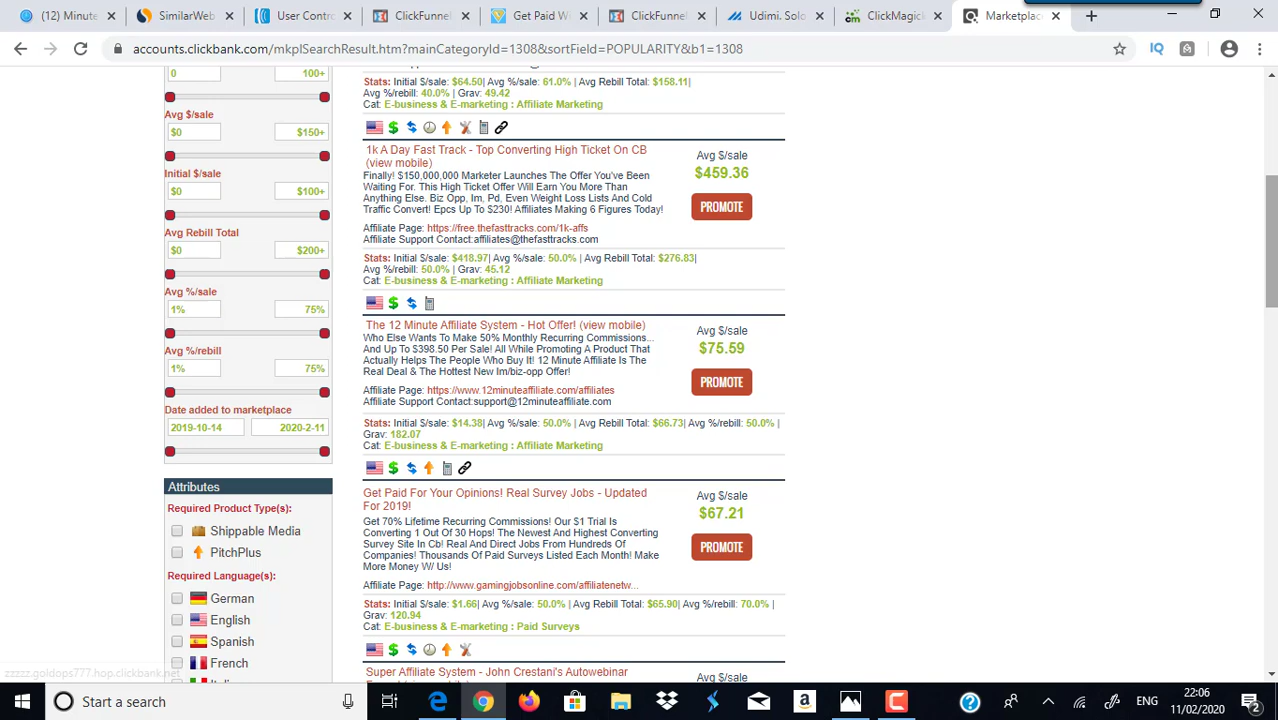 (12) Minute
SimilarWeb
User Contro
ClickFunnel
Get Paid Wi
ClickFunnel
Udimi. Solo
ClickMagick
Marketplac
accounts.clickbank.com/mkplSearchResult.htm?mainCategoryId=1308&sortField=POPULARITY&b1=1308
0 100+
Avg $/sale
$0 $150+
Initial $/sale
$0 $100+
Avg Rebill Total
$0 $200+
Avg %/sale
1% 75%
Avg %/rebill
1% 75%
Date added to marketplace
2019-10-14 2020-2-11
Attributes
Required Product Type(s):
Shippable Media
PitchPlus
Required Language(s):
German
English
Spanish
French
Stats: Initial $/sale: $64.50| Avg %/sale: 61.0% | Avg Rebill Total: $158.11|
Avg %/rebill: 40.0% | Grav: 49.42
Cat: E-business & E-marketing : Affiliate Marketing
1k A Day Fast Track - Top Converting High Ticket On CB
(view mobile)
Finally! $150,000,000 Marketer Launches The Offer You've Been
Waiting For. This High Ticket Offer Will Earn You More Than
Anything Else. Biz Opp, Im, Pd, Even Weight Loss Lists And Cold
Traffic Convert! Epcs Up To $230! Affiliates Making 6 Figures Today!
Affiliate Page: https://free.thefasttracks.com/1k-affs
Affiliate Support Contact:affiliates@thefasttracks.com
Avg $/sale
$459.36
PROMOTE
Stats: Initial $/sale: $418.97| Avg %/sale: 50.0% | Avg Rebill Total: $276.83|
Avg %/rebill: 50.0% | Grav: 45.12
Cat: E-business & E-marketing : Affiliate Marketing
The 12 Minute Affiliate System - Hot Offer! (view mobile)
Who Else Wants To Make 50% Monthly Recurring Commissions...
And Up To $398.50 Per Sale! All While Promoting A Product That
Actually Helps The People Who Buy It! 12 Minute Affiliate Is The
Real Deal & The Hottest New Im/biz-opp Offer!
Affiliate Page: https://www.12minuteaffiliate.com/affiliates
Affiliate Support Contact:support@12minuteaffiliate.com
Avg $/sale
$75.59
PROMOTE
Stats: Initial $/sale: $14.38| Avg %/sale: 50.0% | Avg Rebill Total: $66.73| Avg %/rebill: 50.0% |
Grav: 182.07
Cat: E-business & E-marketing : Affiliate Marketing
Get Paid For Your Opinions! Real Survey Jobs - Updated
For 2019!
Get 70% Lifetime Recurring Commissions! Our $1 Trial Is
Converting 1 Out Of 30 Hops! The Newest And Highest Converting
Survey Site In Cb! Real And Direct Jobs From Hundreds Of
Companies! Thousands Of Paid Surveys Listed Each Month! Make
More Money W/ Us!
Affiliate Page: http://www.gamingjobsonline.com/affiliatenetw...
Avg $/sale
$67.21
PROMOTE
Stats: Initial $/sale: $1.66| Avg %/sale: 50.0% | Avg Rebill Total: $65.90| Avg %/rebill: 70.0% |
Grav: 120.94
Cat: E-business & E-marketing : Paid Surveys
Super Affiliate System - John Crestani's Autowebinar
Avg $/sale
zzzzz.goldops777.hop.clickbank.net
Start a search
ENG
22:06
11/02/2020
2